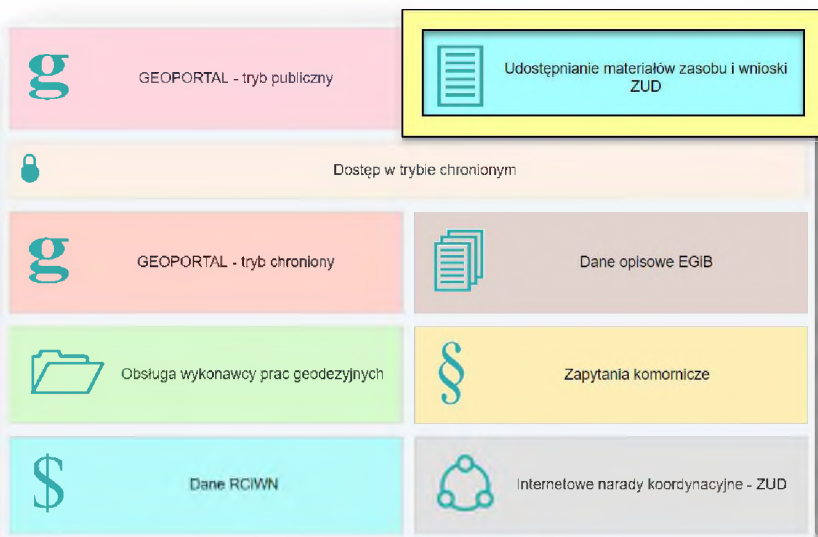 GEOPORTAL - tryb publiczny
Udostępnianie materiałów zasobu i wnioski
ZUD
Dostęp w trybie chronionym
GEOPORTAL - tryb chroniony
Dane opisowe EGiB
Obsługa wykonawcy prac geodezyjnych
Zapytania komornicze
Dane RCIWN
Internetowe narady koordynacyjne - ZUD